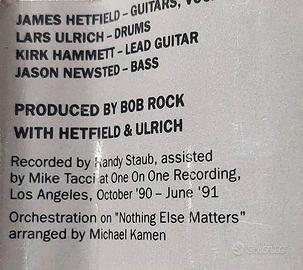 JAMES HETFIELD – GUITARS, VOC
LARS ULRICH – DRUMS
KIRK HAMMETT – LEAD GUITAR
JASON NEWSTED – BASS
PRODUCED BY BOB ROCK
WITH HETFIELD & ULRICH
Recorded by Randy Staub, assisted
by Mike Tacci at One On One Recording,
Los Angeles, October '90 – June '91
Orchestration on "Nothing Else Matters"
arranged by Michael Kamen
subito.it